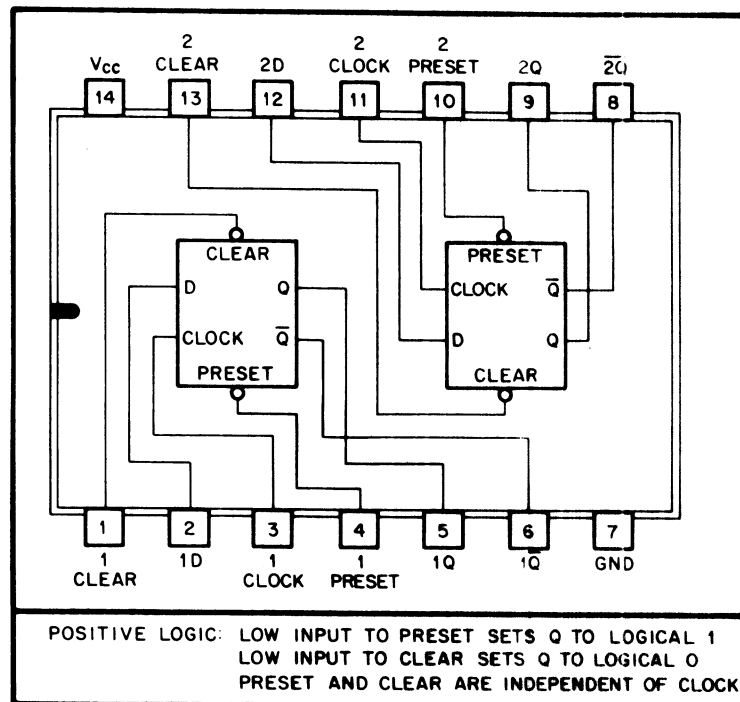 2 2 2
Vcc CLEAR 2D CLOCK PRESET 2Q 2Q̅
14 13 12 11 10 9 8
CLEAR PRESET
D Q CLOCK Q̅
CLOCK Q̅ D Q
PRESET CLEAR
1 2 3 4 5 6 7
1 1D 1 1 1Q 1Q̅ GND
CLEAR CLOCK PRESET
POSITIVE LOGIC: LOW INPUT TO PRESET SETS Q TO LOGICAL 1
LOW INPUT TO CLEAR SETS Q TO LOGICAL 0
PRESET AND CLEAR ARE INDEPENDENT OF CLOCK